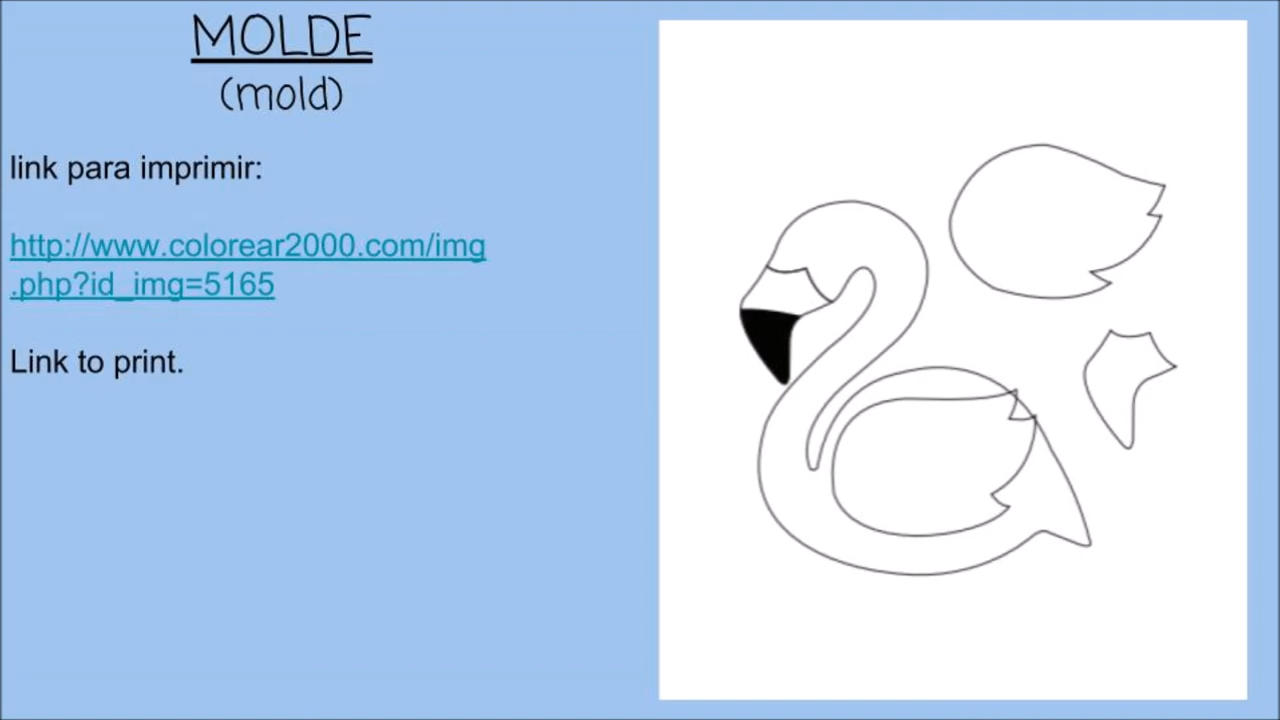 MOLDE
(mold)
link para imprimir:
http://www.colorear2000.com/img
.php?id_img=5165
Link to print.